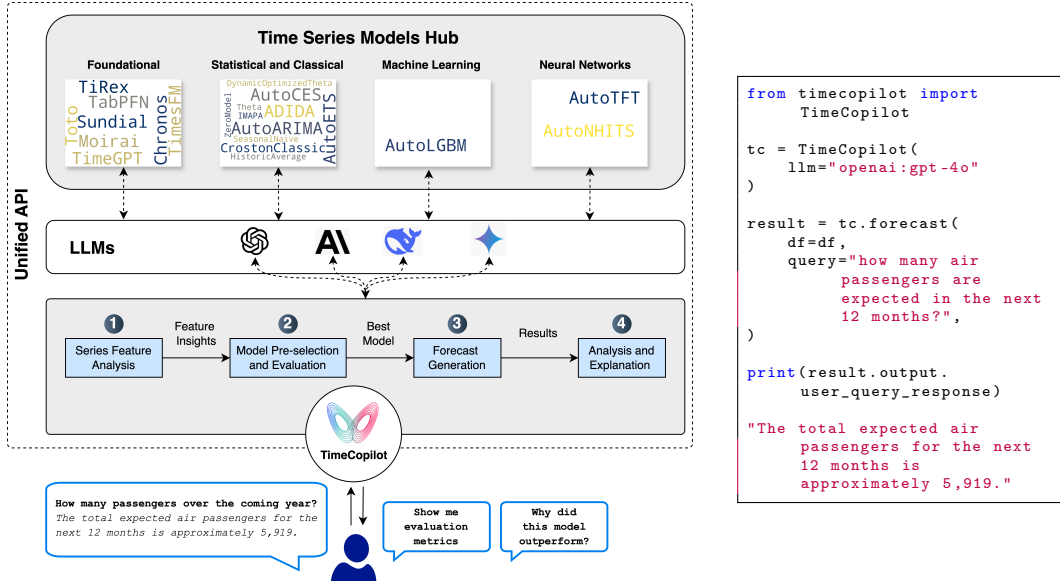 Time Series Models Hub
Foundational
TiRex
TabPFN
Toto
Sundial
Moirai
TimeGPT
Chronos
TimesFM
Statistical and Classical
DynamicOptimizedTheta
AutoCES
ZeroModel
Theta
IMAPA
ADIDA
AutoARIMA
SeasonalNaive
CrostonClassic
HistoricAverage
AutoETS
Machine Learning
AutoLGBM
Neural Networks
AutoTFT
AutoNHITS
Unified API
LLMs
1
Series Feature
Analysis
Feature
Insights
2
Model Pre-selection
and Evaluation
Best
Model
3
Forecast
Generation
Results
4
Analysis and
Explanation
TimeCopilot
How many passengers over the coming year?
The total expected air passengers for the
next 12 months is approximately 5,919.
Show me
evaluation
metrics
Why did
this model
outperform?
from timecopilot import
TimeCopilot
tc = TimeCopilot(
llm="openai:gpt-4o"
)
result = tc.forecast(
df=df,
query="how many air
passengers are
expected in the next
12 months?",
)
print(result.output.
user_query_response)
"The total expected air
passengers for the next
12 months is
approximately 5,919."